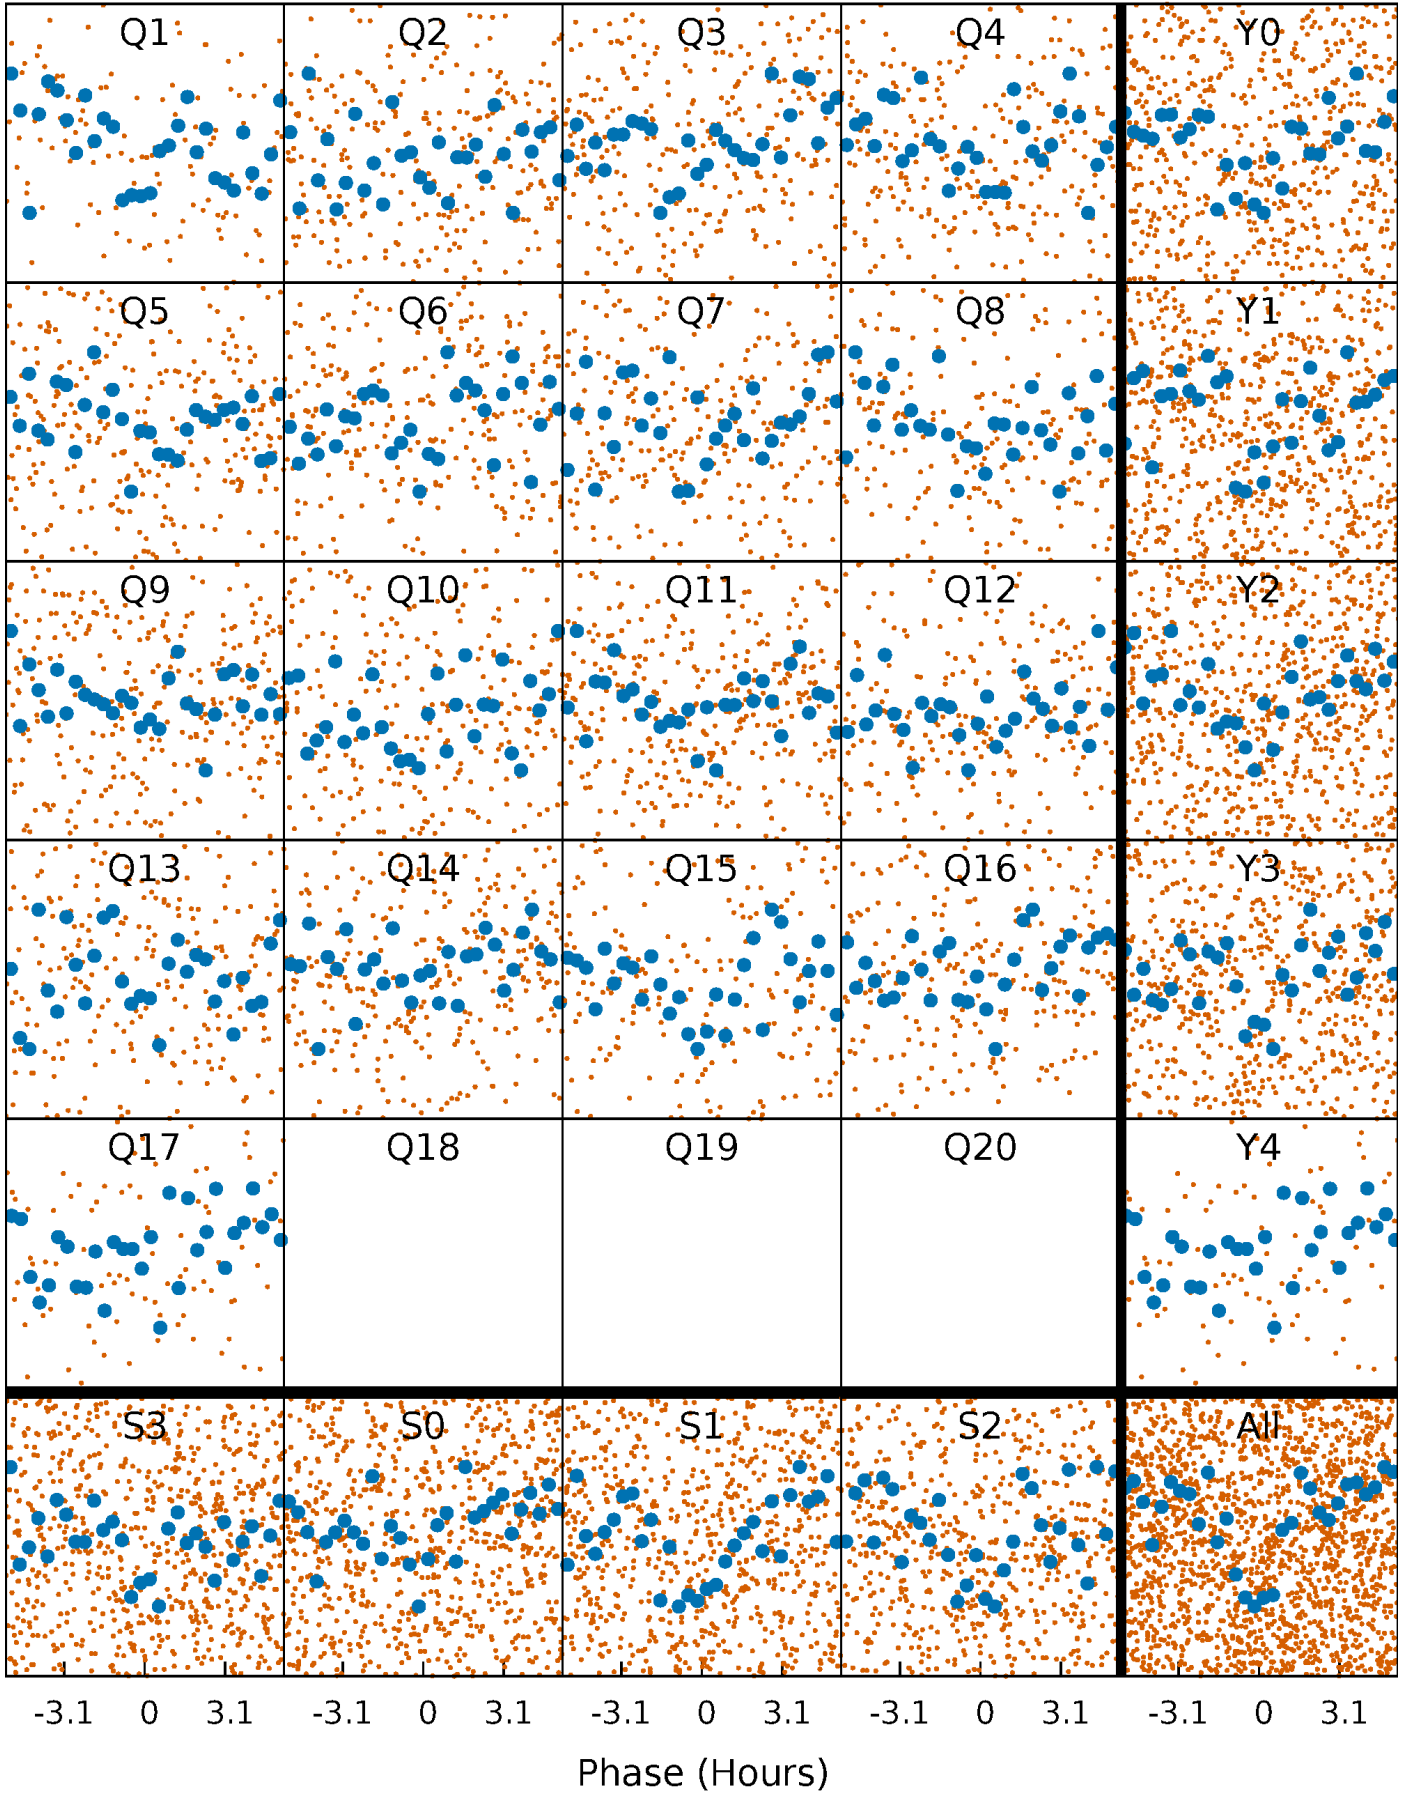 Q1 Q2 Q3 Q4 Y0
Q5 Q6 Q7 Q8 Y1
Q9 Q10 Q11 Q12 Y2
Q13 Q14 Q15 Q16 Y3
Q17 Q18 Q19 Q20 Y4
S3 S0 S1 S2 All
-3.1 0 3.1 -3.1 0 3.1 -3.1 0 3.1 -3.1 0 3.1 -3.1 0 3.1
Phase (Hours)